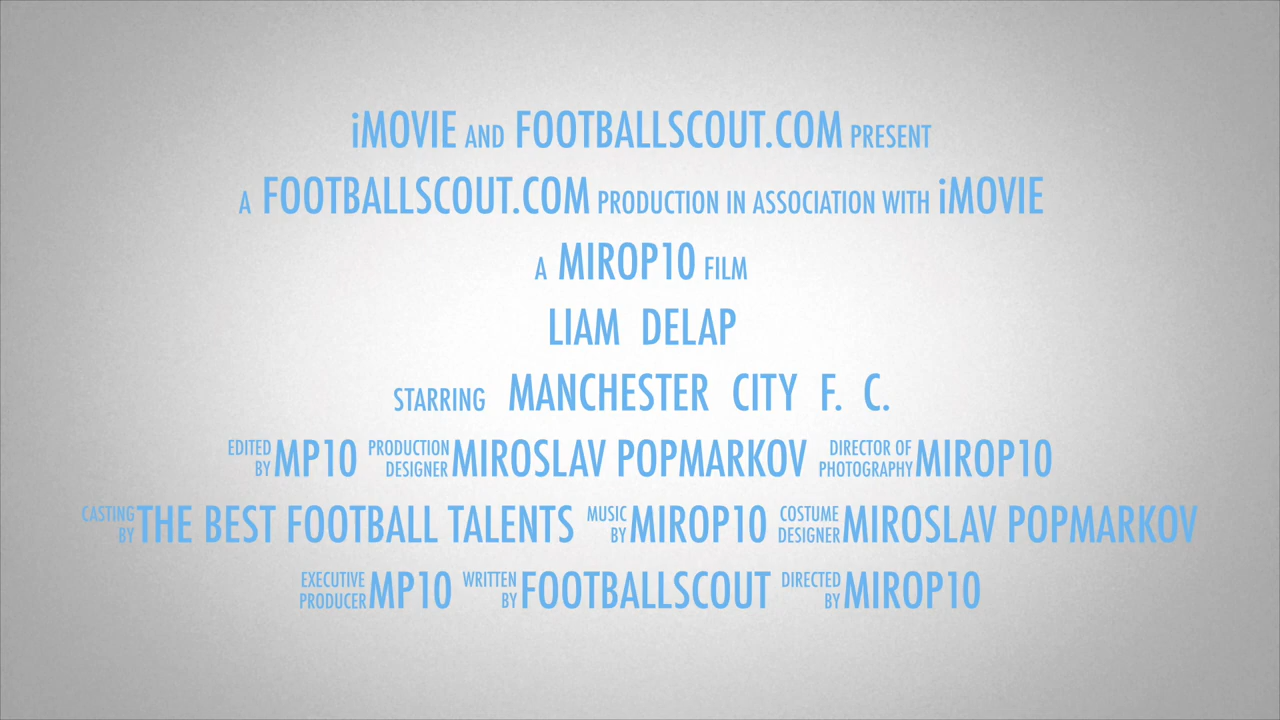 iMOVIE AND FOOTBALLSCOUT.COM PRESENT
A FOOTBALLSCOUT.COM PRODUCTION IN ASSOCIATION WITH iMOVIE
A MIROP10 FILM
LIAM DELAP
STARRING MANCHESTER CITY F. C.
EDITED BY MP10 PRODUCTION DESIGNER MIROSLAV POPMARKOV DIRECTOR OF PHOTOGRAPHY MIROP10
CASTING BY THE BEST FOOTBALL TALENTS MUSIC BY MIROP10 COSTUME DESIGNER MIROSLAV POPMARKOV
EXECUTIVE PRODUCER MP10 WRITTEN BY FOOTBALLSCOUT DIRECTED BY MIROP10